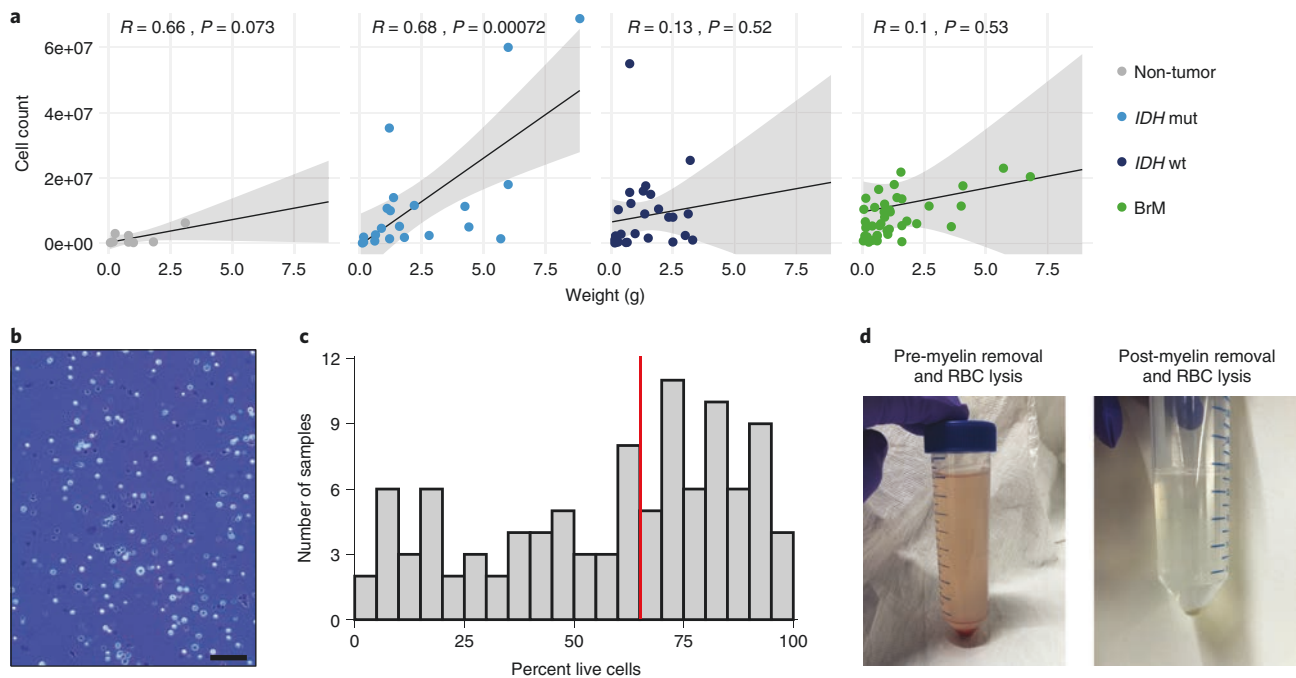 a
R = 0.66 , P = 0.073
R = 0.68 , P = 0.00072
R = 0.13 , P = 0.52
R = 0.1 , P = 0.53
Cell count
6e+07
4e+07
2e+07
0e+00
0.0 2.5 5.0 7.5
0.0 2.5 5.0 7.5
0.0 2.5 5.0 7.5
0.0 2.5 5.0 7.5
Weight (g)
Non-tumor
IDH mut
IDH wt
BrM
b
c
Number of samples
12
9
6
3
0
0 25 50 75 100
Percent live cells
d
Pre-myelin removal
and RBC lysis
Post-myelin removal
and RBC lysis